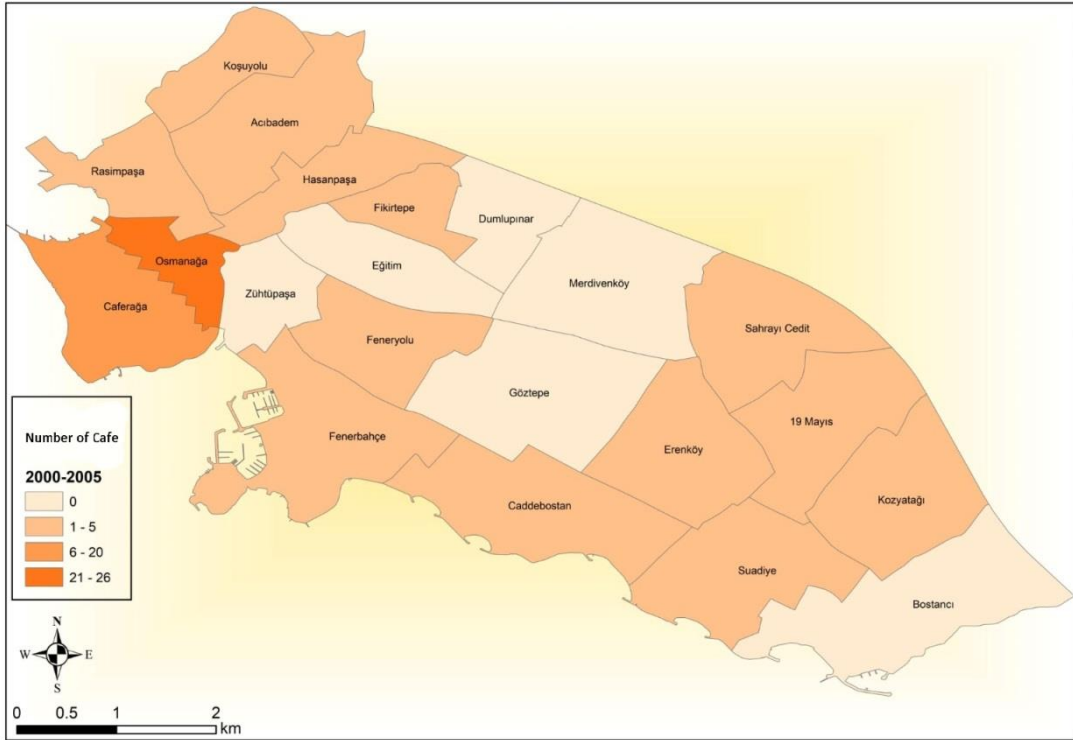 Koşuyolu
Acıbadem
Rasimpaşa
Hasanpaşa
Fikirtepe
Dumlupınar
Osmanağa
Eğitim
Merdivenköy
Zühtüpaşa
Caferağa
Sahrayı Cedit
Feneryolu
Göztepe
19 Mayıs
Fenerbahçe
Erenköy
Caddebostan
Kozyatağı
Suadiye
Bostancı
Number of Cafe
2000-2005
0
1 - 5
6 - 20
21 - 26
N
W E
S
0 0.5 1 2
km